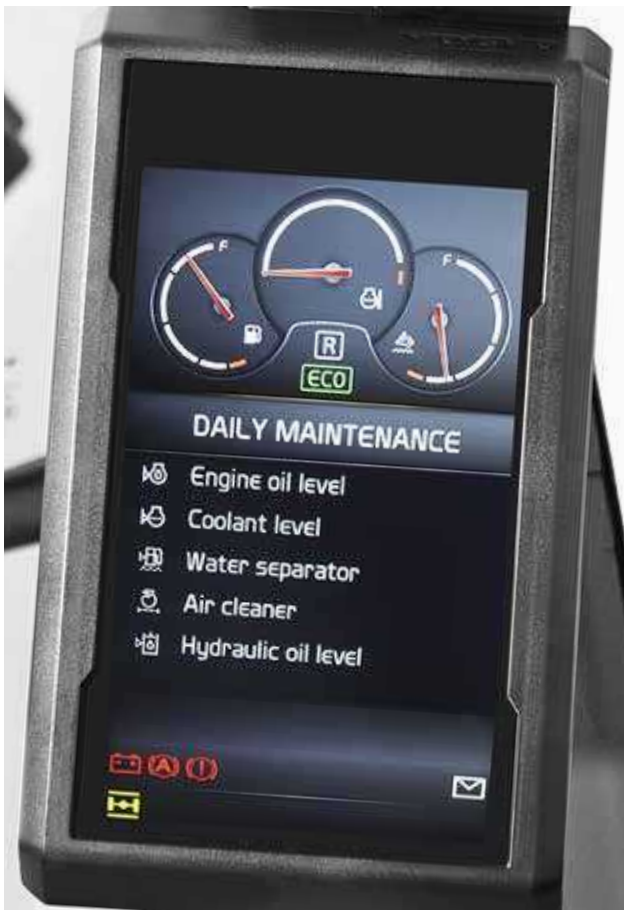 F
F
R
ECO
DAILY MAINTENANCE
Engine oil level
Coolant level
Water separator
Air cleaner
Hydraulic oil level